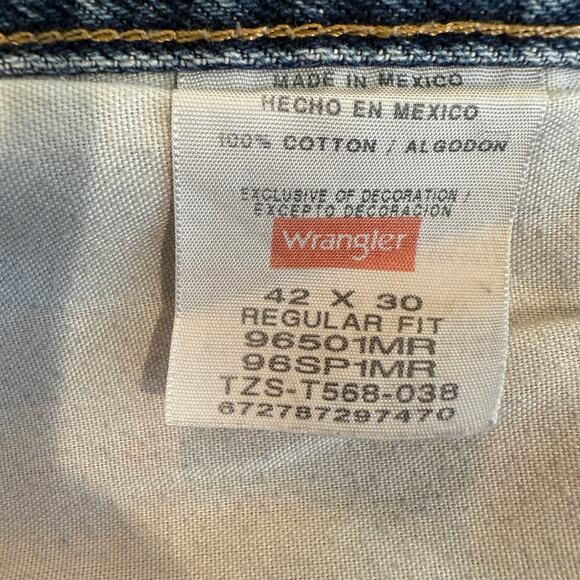 MADE IN MEXICO
HECHO EN MEXICO
100% COTTON / ALGODON
EXCLUSIVE OF DECORATION /
EXCEPTO DECORACION
Wrangler
42 X 30
REGULAR FIT
96501MR
96SP1MR
TZS-T568-038
672787297470